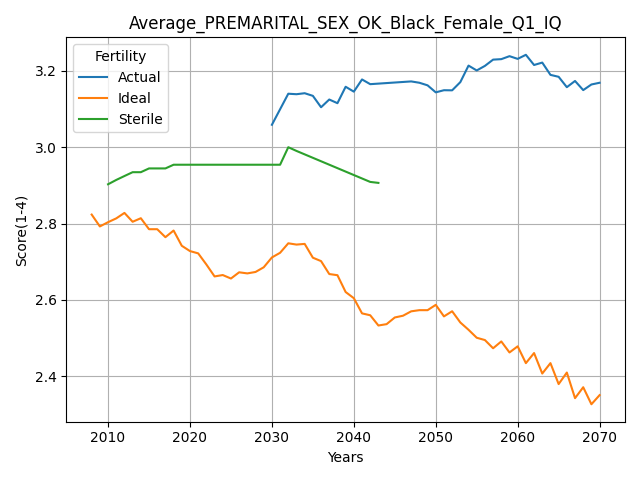 Average_PREMARITAL_SEX_OK_Black_Female_Q1_IQ
Fertility
Actual
Ideal
Sterile
Score(1-4)
3.2
3.0
2.8
2.6
2.4
2010 2020 2030 2040 2050 2060 2070
Years